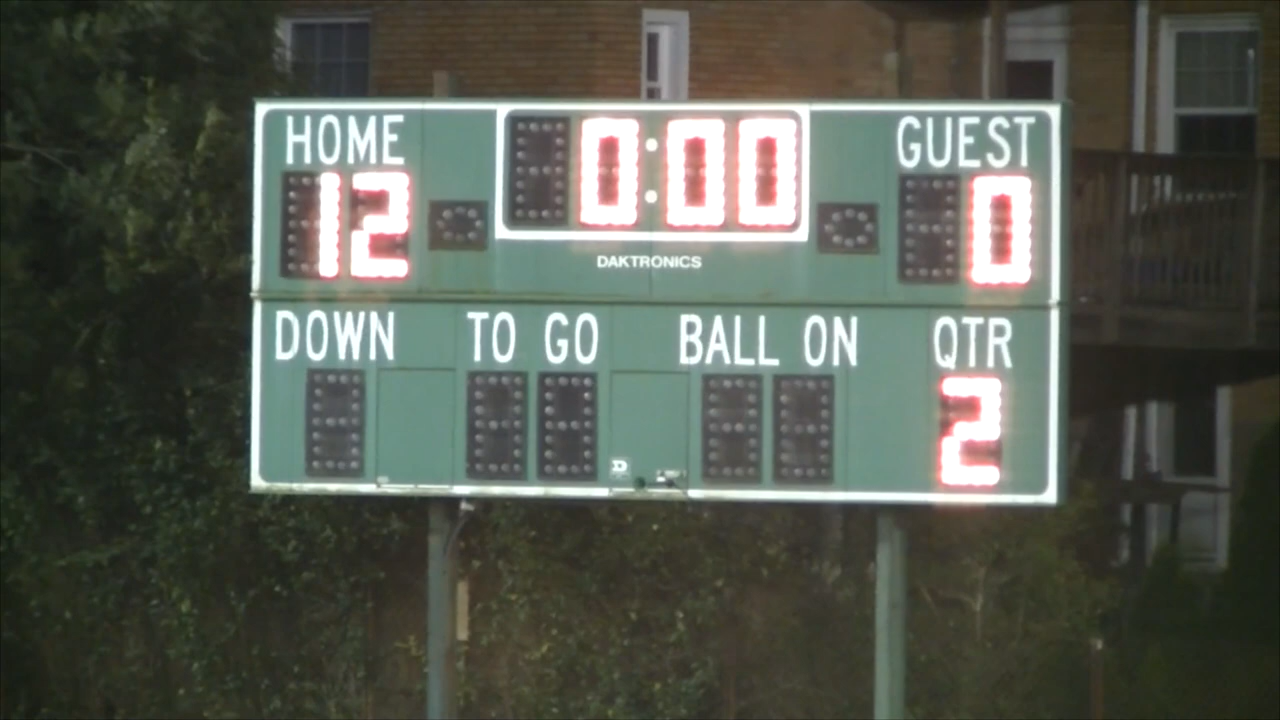 HOME 0:00 GUEST
12 0
DAKTRONICS
DOWN TO GO BALL ON QTR
2